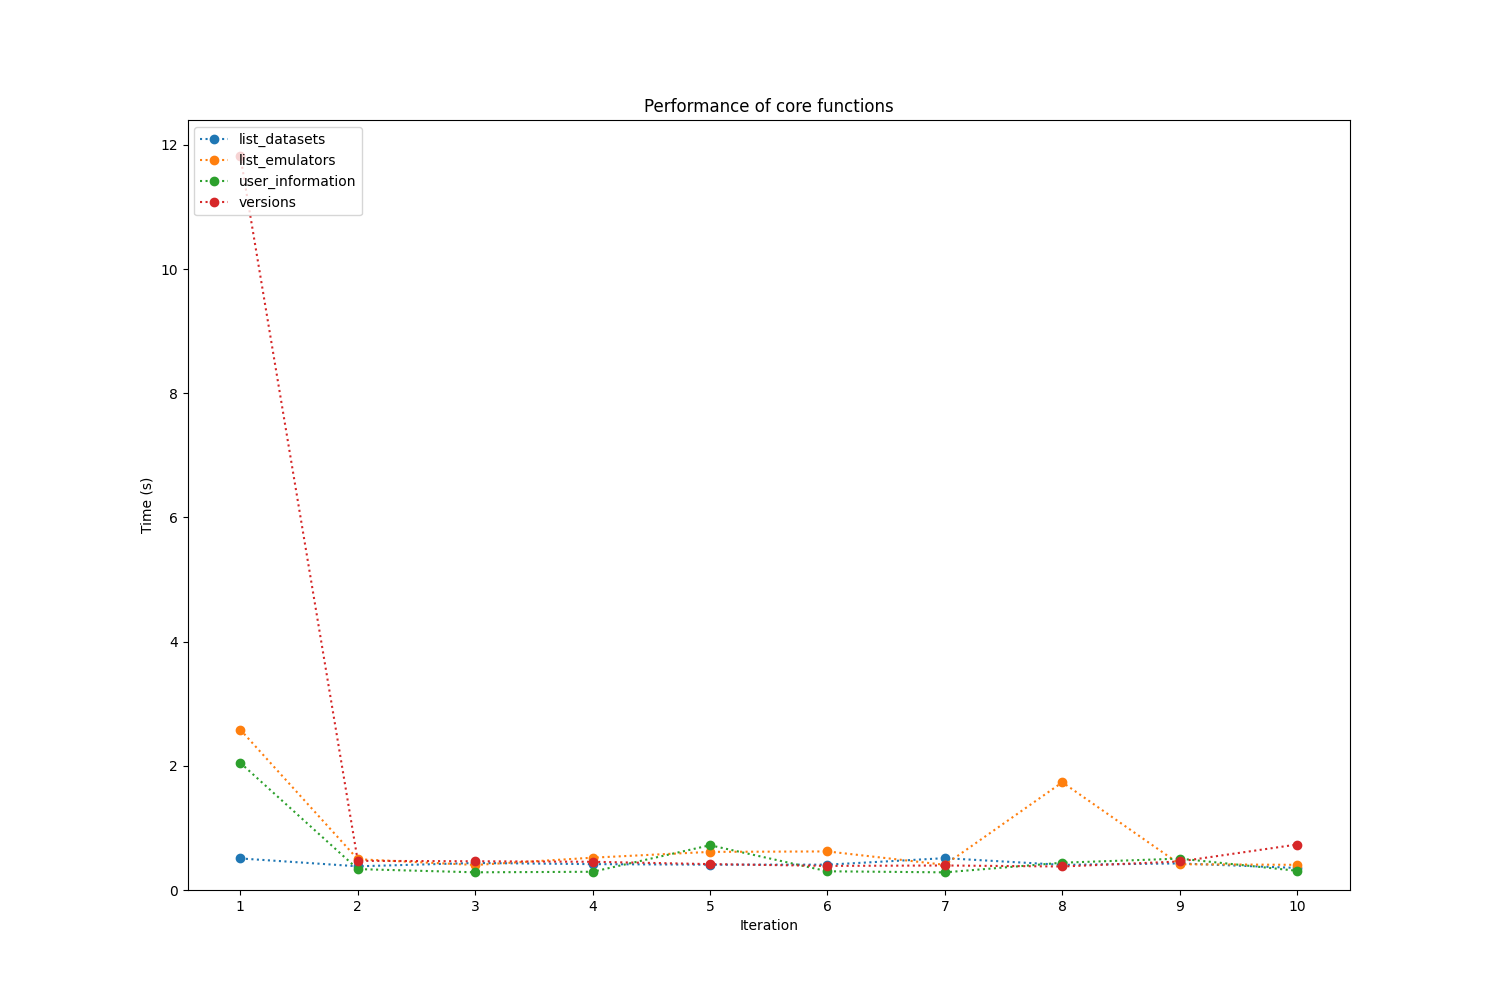 Performance of core functions
list_datasets
list_emulators
user_information
versions
12
10
8
6
4
2
0
Time (s)
1 2 3 4 5 6 7 8 9 10
Iteration